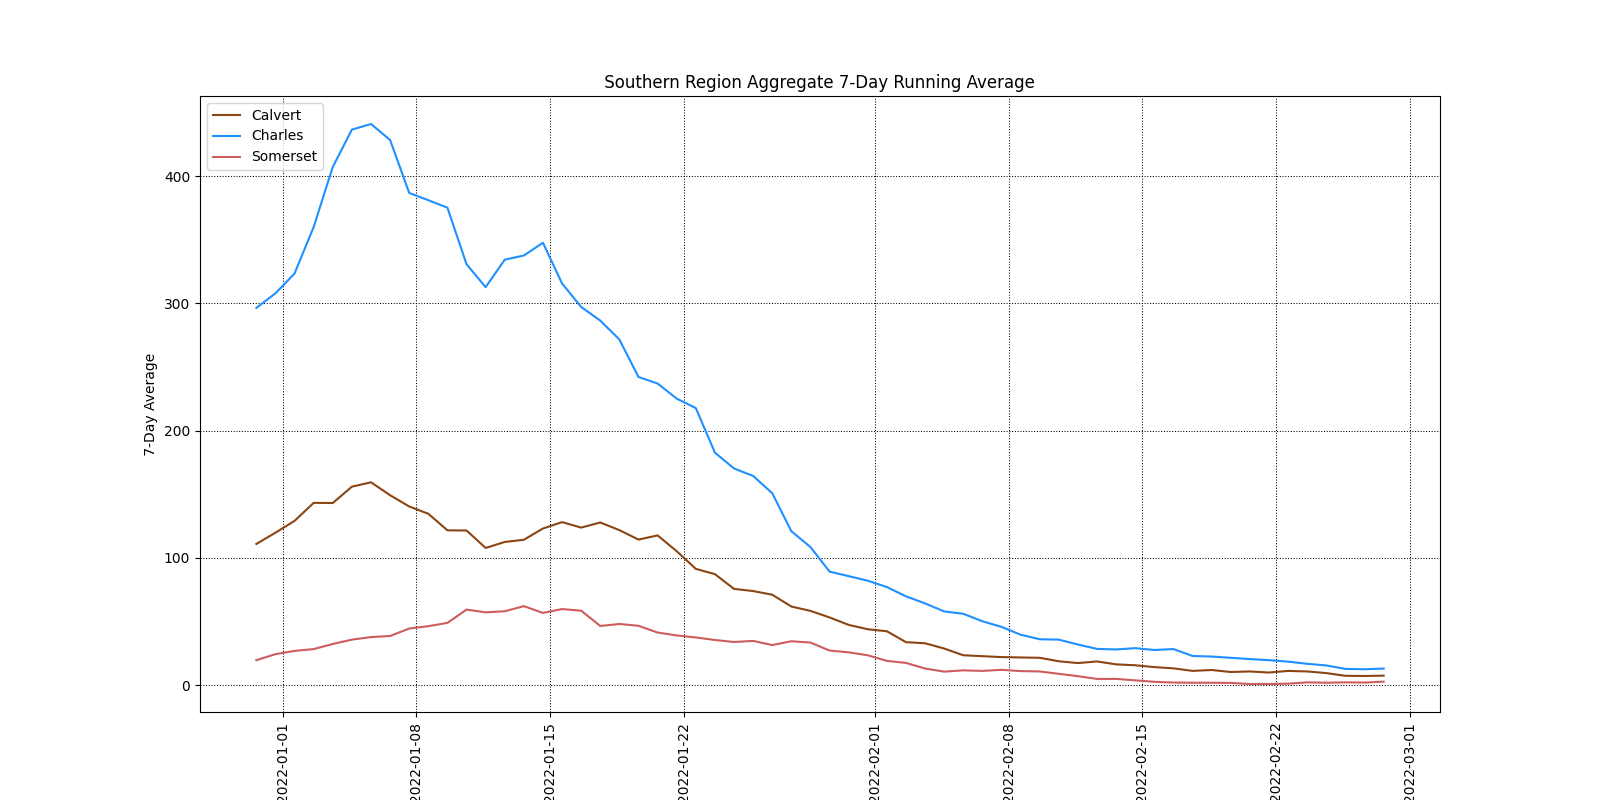 Southern Region Aggregate 7-Day Running Average
Calvert
Charles
Somerset
7-Day Average
400
300
200
100
0
2022-01-01
2022-01-08
2022-01-15
2022-01-22
2022-02-01
2022-02-08
2022-02-15
2022-02-22
2022-03-01